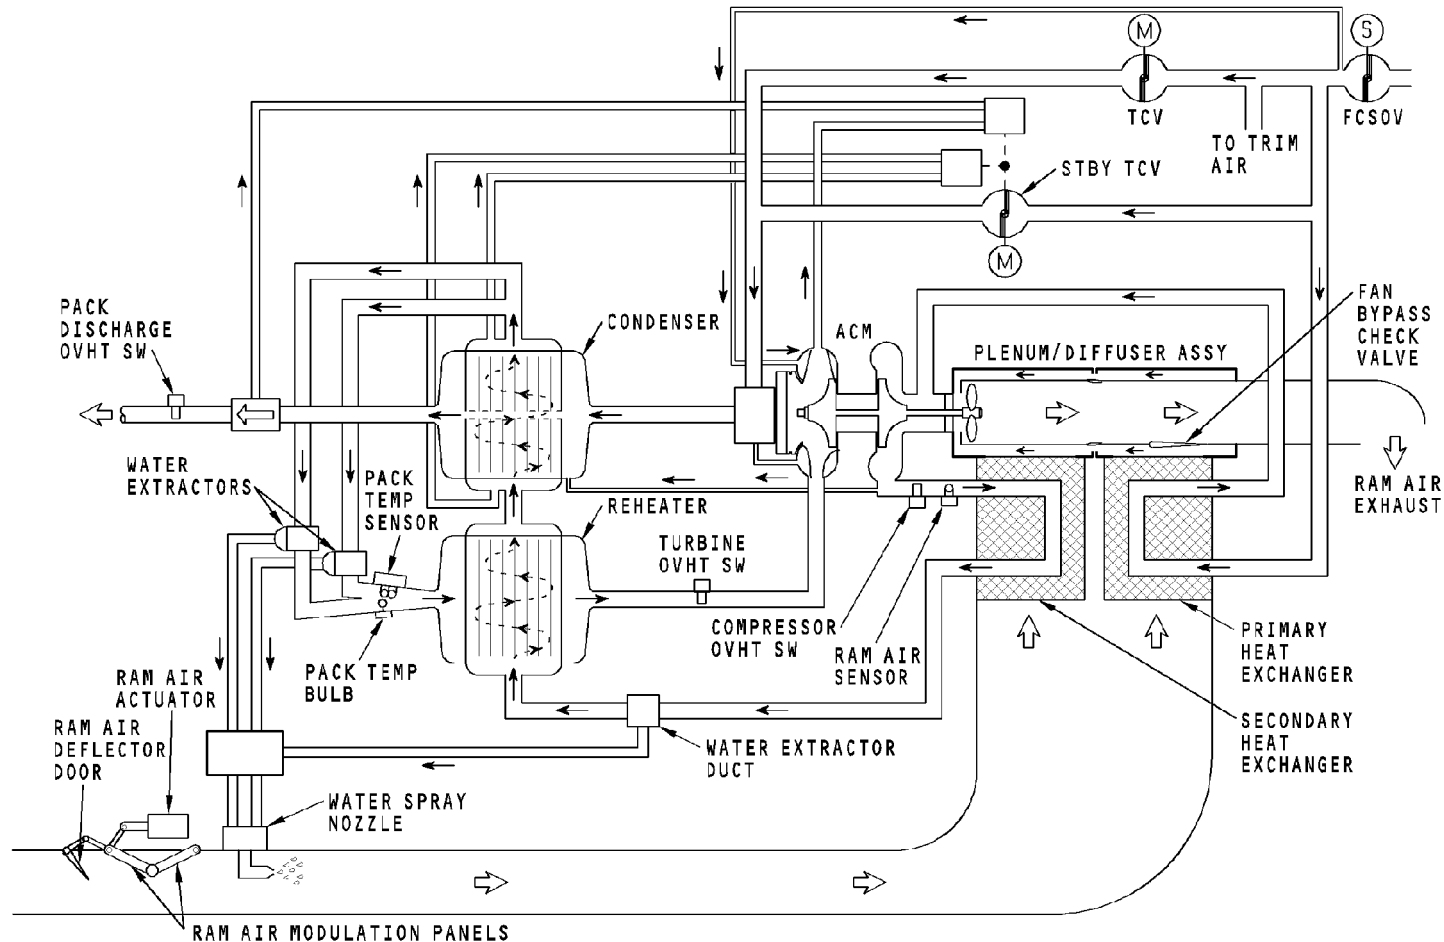 M
S
TCV
FCSOV
TO TRIM
AIR
STBY TCV
M
PACK
DISCHARGE
OVHT SW
CONDENSER
ACM
PLENUM/DIFFUSER ASSY
FAN
BYPASS
CHECK
VALVE
WATER
EXTRACTORS
PACK
TEMP
SENSOR
REHEATER
TURBINE
OVHT SW
RAM AIR
EXHAUST
COMPRESSOR
OVHT SW
RAM AIR
SENSOR
PRIMARY
HEAT
EXCHANGER
PACK TEMP
BULB
RAM AIR
ACTUATOR
RAM AIR
DEFLECTOR
DOOR
WATER EXTRACTOR
DUCT
SECONDARY
HEAT
EXCHANGER
WATER SPRAY
NOZZLE
RAM AIR MODULATION PANELS